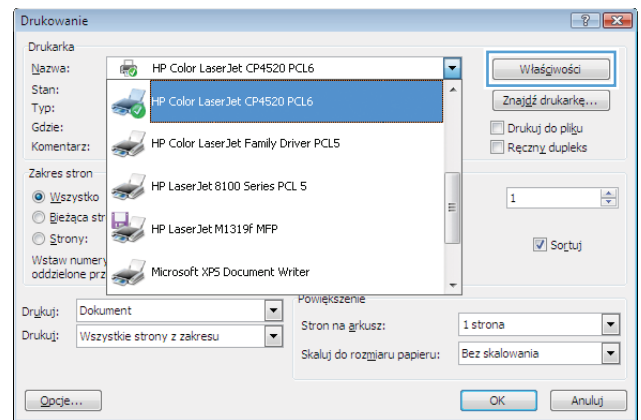 Drukowanie
Drukarka
Nazwa: HP Color LaserJet CP4520 PCL6 Właściwości
Stan:
HP Color LaserJet CP4520 PCL6 Znajdź drukarkę...
Typ:
Gdzie: Drukuj do pliku
Komentarz: HP Color LaserJet Family Driver PCL5 Ręczny dupleks
Zakres stron
Wszystko HP LaserJet 8100 Series PCL 5 1
Bieżąca str
Strony: HP LaserJet M1319f MFP Sortuj
Wstaw numery
oddzielone prz Microsoft XPS Document Writer
Powiększenie
Drukuj: Dokument
Stron na arkusz: 1 strona
Drukuj: Wszystkie strony z zakresu
Skaluj do rozmiaru papieru: Bez skalowania
Opcje... OK Anuluj